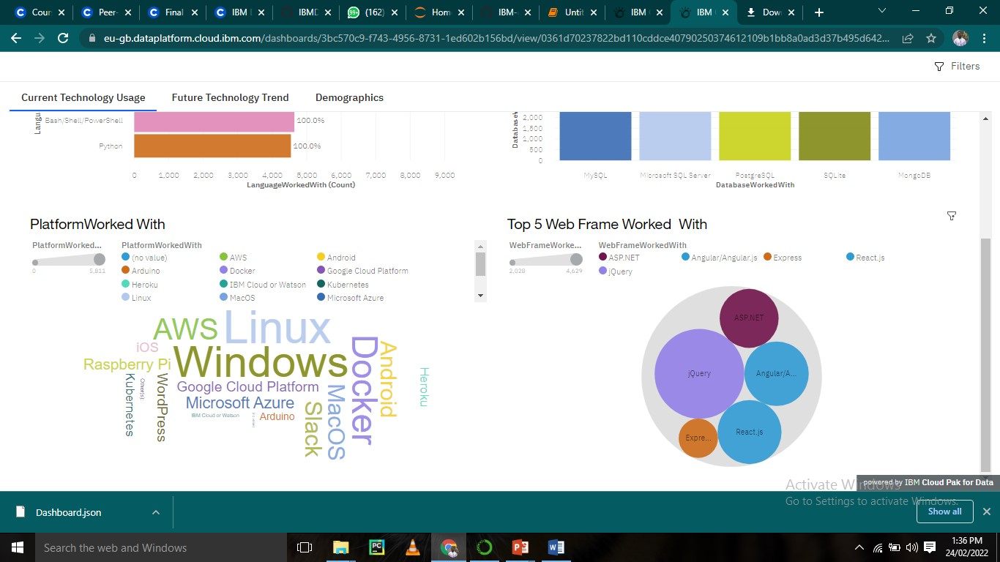 Cour
Peer-
Final
IBM I
IBMD
(162)
Hom
IBM-
Untit
IBM
IBM
Dow
99+
eu-gb.dataplatform.cloud.ibm.com/dashboards/3bc570c9-f743-4956-8731-1ed602b156bd/view/0361d70237822bd110cddce40790250374612109b1bb8a0ad3d37b495d642...
Filters
Current Technology Usage
Future Technology Trend
Demographics
Langu
Bash/Shell/PowerShell
100.0%
Python
100.0%
0 1,000 2,000 3,000 4,000 5,000 6,000 7,000 8,000 9,000
LanguageWorkedWith (Count)
2,000
1,500
1,000
500
0
DatabaseW
MySQL Microsoft SQL Server PostgreSQL SQLite MongoDB
DatabaseWorkedWith
PlatformWorked With
PlatformWorked...
0 5,811
PlatformWorkedWith
(no value) AWS Android
Arduino Docker Google Cloud Platform
Heroku IBM Cloud or Watson Kubernetes
Linux MacOS Microsoft Azure
AWS
Linux
iOS
Windows
Raspberry Pi
Docker
Android
Heroku
Kubernetes
Other(s):
WordPress
Google Cloud Platform
Microsoft Azure
IBM Cloud or Watson
Arduino
Slack
MacOS
Top 5 Web Frame Worked With
WebFrameWorke...
2,028 4,629
WebFrameWorkedWith
ASP.NET Angular/Angular.js Express React.js
jQuery
ASP.NET
jQuery
Angular/A...
React.js
Expre...
Activate Windows
Go to Settings to activate Windows.
powered by IBM Cloud Pak for Data
Dashboard.json
Show all
Search the web and Windows
1:36 PM
24/02/2022